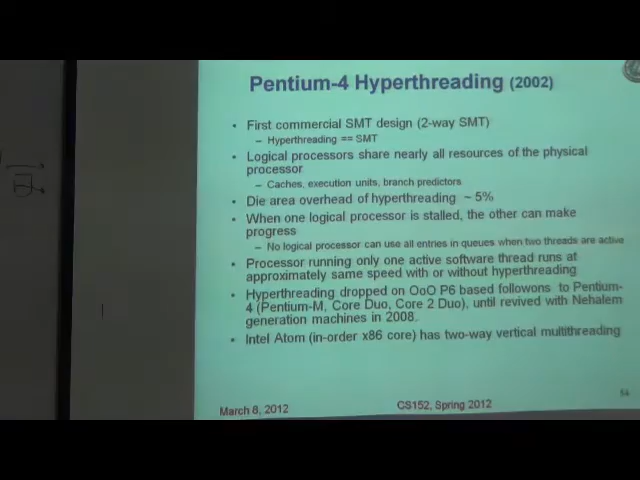 Pentium-4 Hyperthreading (2002)
• First commercial SMT design (2-way SMT)
– Hyperthreading == SMT
• Logical processors share nearly all resources of the physical
processor
– Caches, execution units, branch predictors
• Die area overhead of hyperthreading ~ 5%
• When one logical processor is stalled, the other can make
progress
– No logical processor can use all entries in queues when two threads are active
• Processor running only one active software thread runs at
approximately same speed with or without hyperthreading
• Hyperthreading dropped on OoO P6 based followons to Pentium-
4 (Pentium-M, Core Duo, Core 2 Duo), until revived with Nehalem
generation machines in 2008.
• Intel Atom (in-order x86 core) has two-way vertical multithreading
March 8, 2012
CS152, Spring 2012